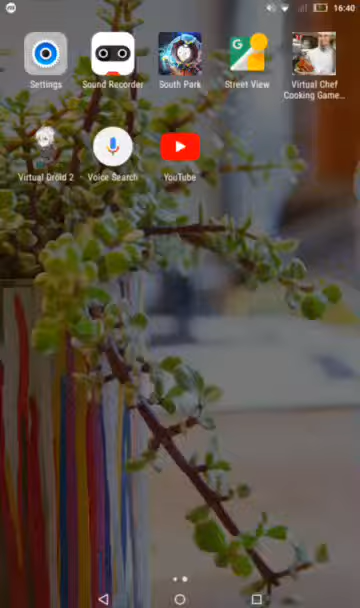 16:40
Settings
Sound Recorder
South Park
G
Street View
Virtual Chef
Cooking Game...
Virtual Droid 2
Voice Search
YouTube